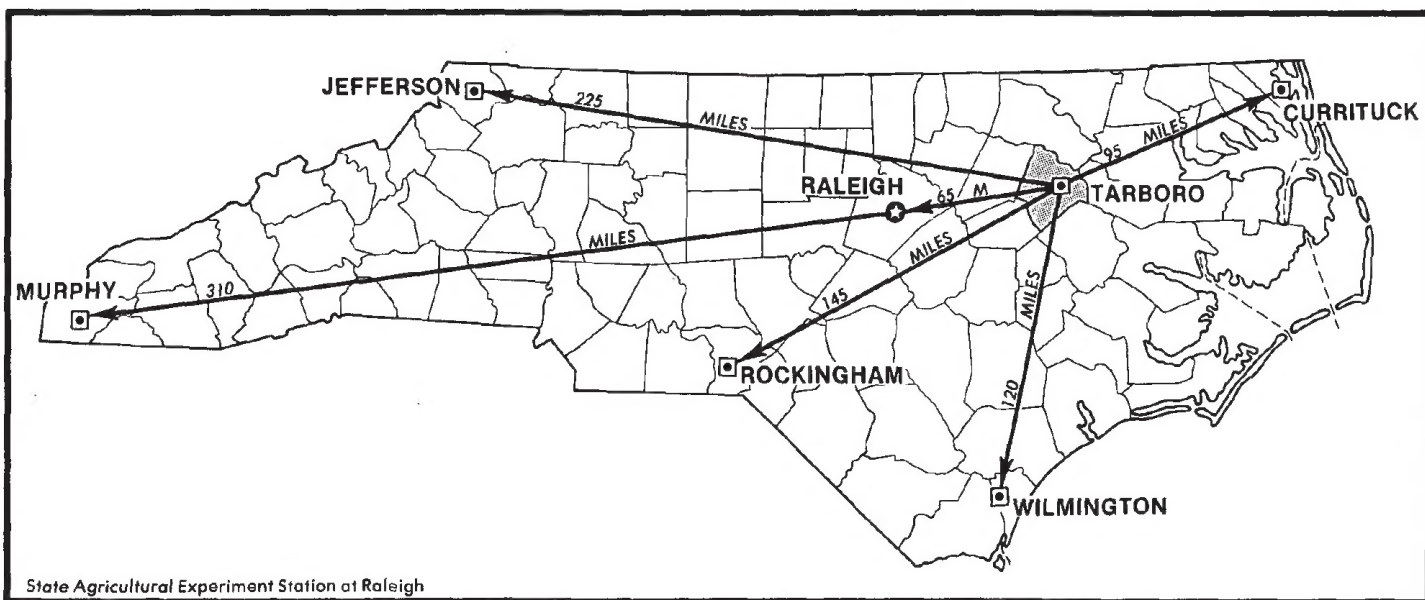 JEFFERSON
225 MILES
95 MILES
CURRITUCK
RALEIGH
65 M
TARBORO
MURPHY
310 MILES
145 MILES
MILES
120
ROCKINGHAM
WILMINGTON
State Agricultural Experiment Station at Raleigh